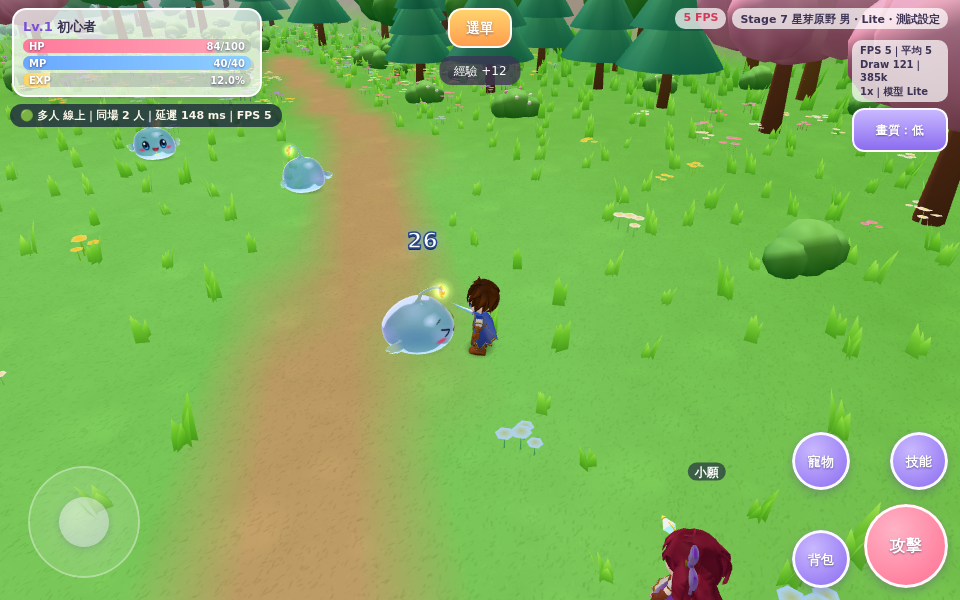 Lv.1 初心者
HP 84/100
MP 40/40
EXP 12.0%
🟢 多人 線上 | 同場 2 人 | 延遲 148 ms | FPS 5
選單
經驗 +12
5 FPS
Stage 7 星芽原野 男・Lite・測試設定
FPS 5 | 平均 5
Draw 121 |
385k
1x | 模型 Lite
畫質：低
26
小願
寵物
技能
背包
攻擊